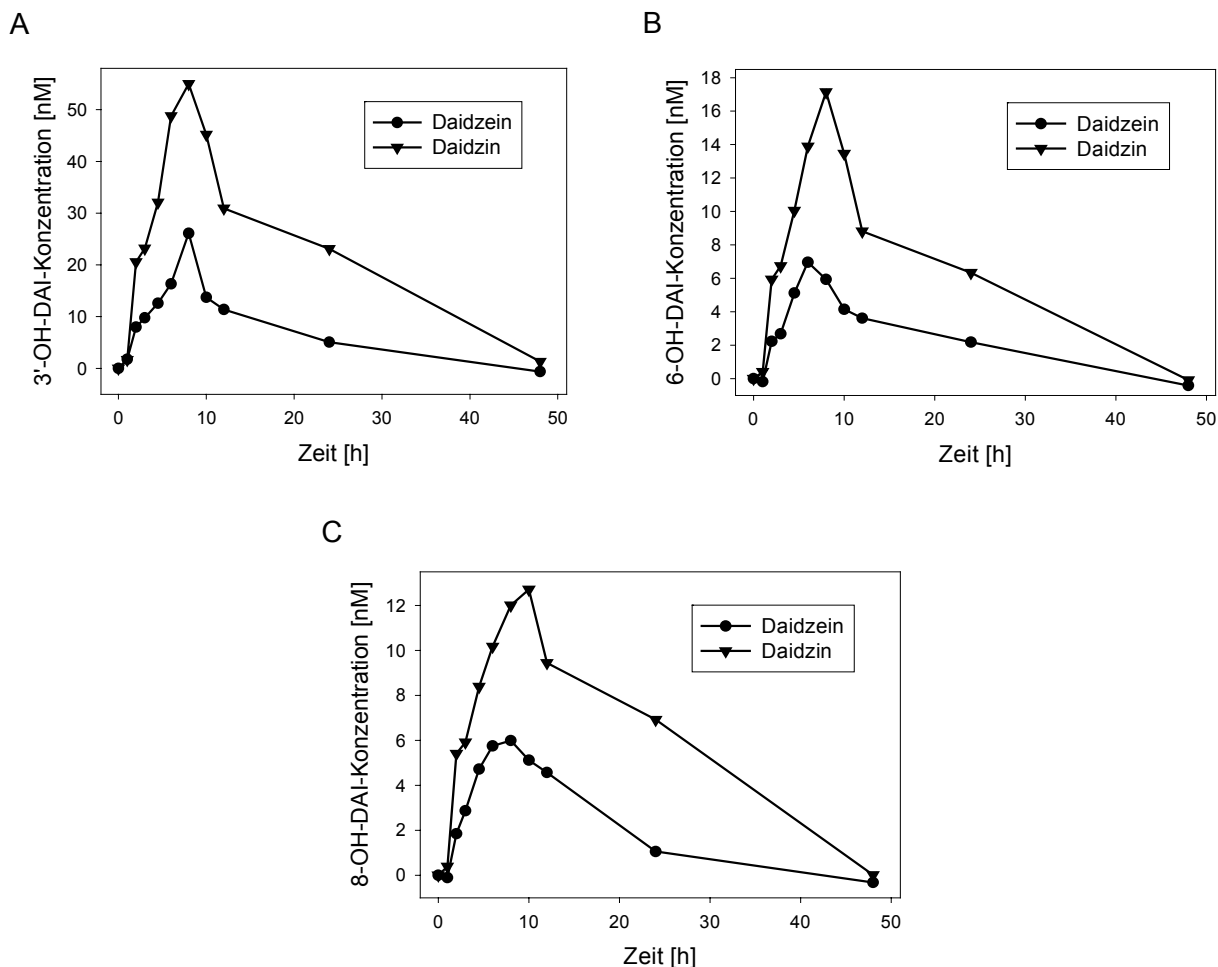 A
3'-OH-DAI-Konzentration [nM]
50
40
30
20
10
0
Daidzein
Daidzin
0 10 20 30 40 50
Zeit [h]
B
6-OH-DAI-Konzentration [nM]
18
16
14
12
10
8
6
4
2
0
Daidzein
Daidzin
0 10 20 30 40 50
Zeit [h]
C
8-OH-DAI-Konzentration [nM]
12
10
8
6
4
2
0
Daidzein
Daidzin
0 10 20 30 40 50
Zeit [h]